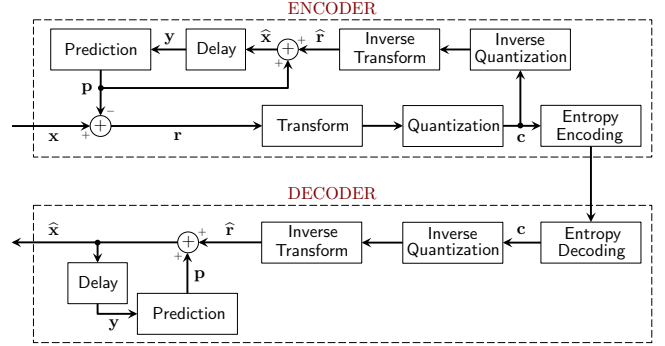 ENCODER
Prediction
y
Delay
x̂
+
+
+
r̂
Inverse
Transform
Inverse
Quantization
p
−
x
+
+
r
Transform
Quantization
c
Entropy
Encoding
DECODER
x̂
+
+
+
r̂
Inverse
Transform
Inverse
Quantization
c
Entropy
Decoding
Delay
p
y
Prediction